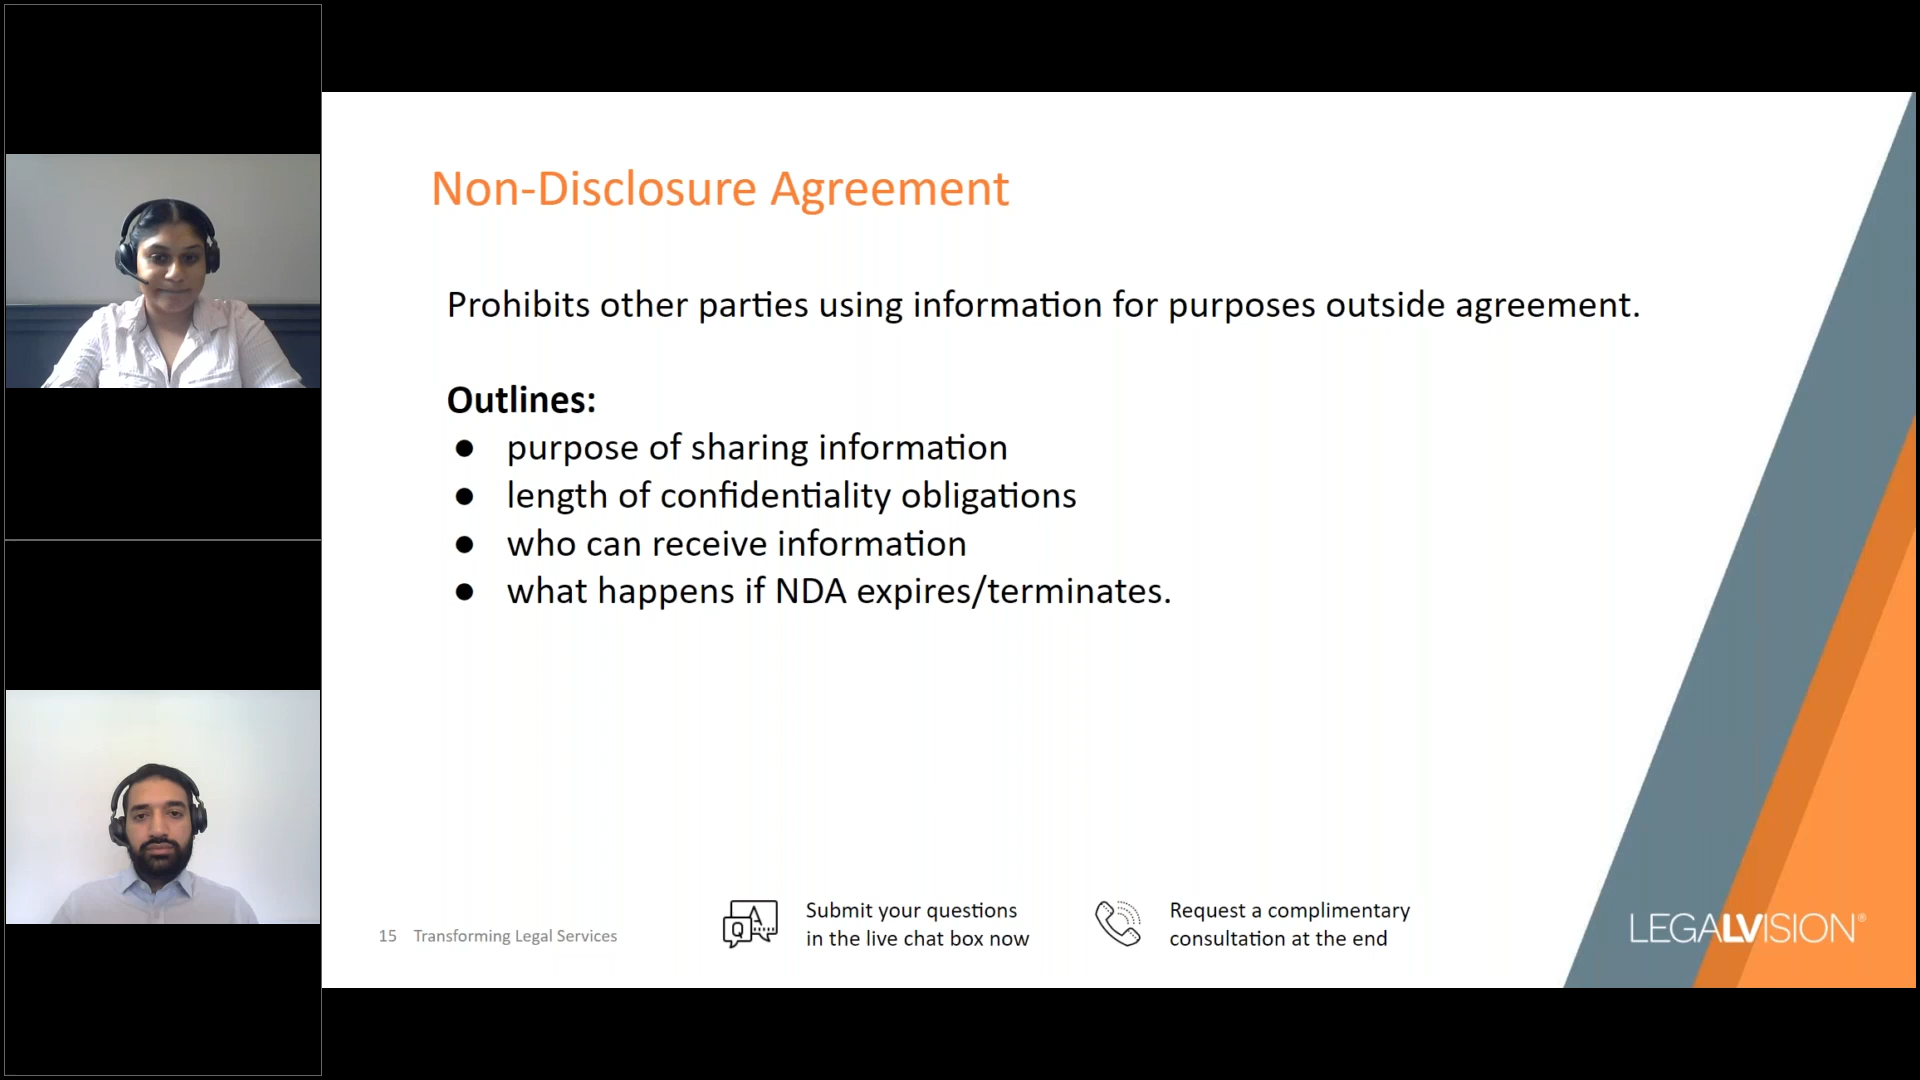 Non-Disclosure Agreement
Prohibits other parties using information for purposes outside agreement.
Outlines:
● purpose of sharing information
● length of confidentiality obligations
● who can receive information
● what happens if NDA expires/terminates.
15 Transforming Legal Services
Q A
Submit your questions
in the live chat box now
Request a complimentary
consultation at the end
LEGALVISION®